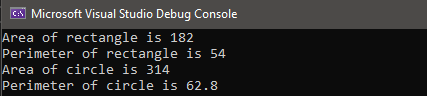 Microsoft Visual Studio Debug Console
Area of rectangle is 182
Perimeter of rectangle is 54
Area of circle is 314
Perimeter of circle is 62.8